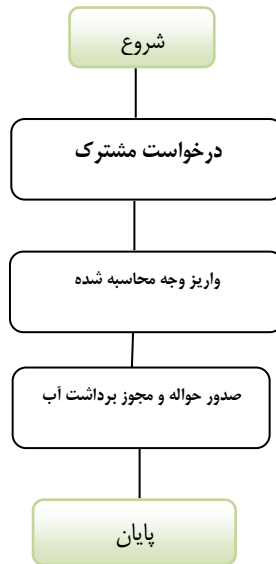 شروع
درخواست مشترک
واریز وجه محاسبه شده
صدور حواله و مجوز برداشت آب
پایان